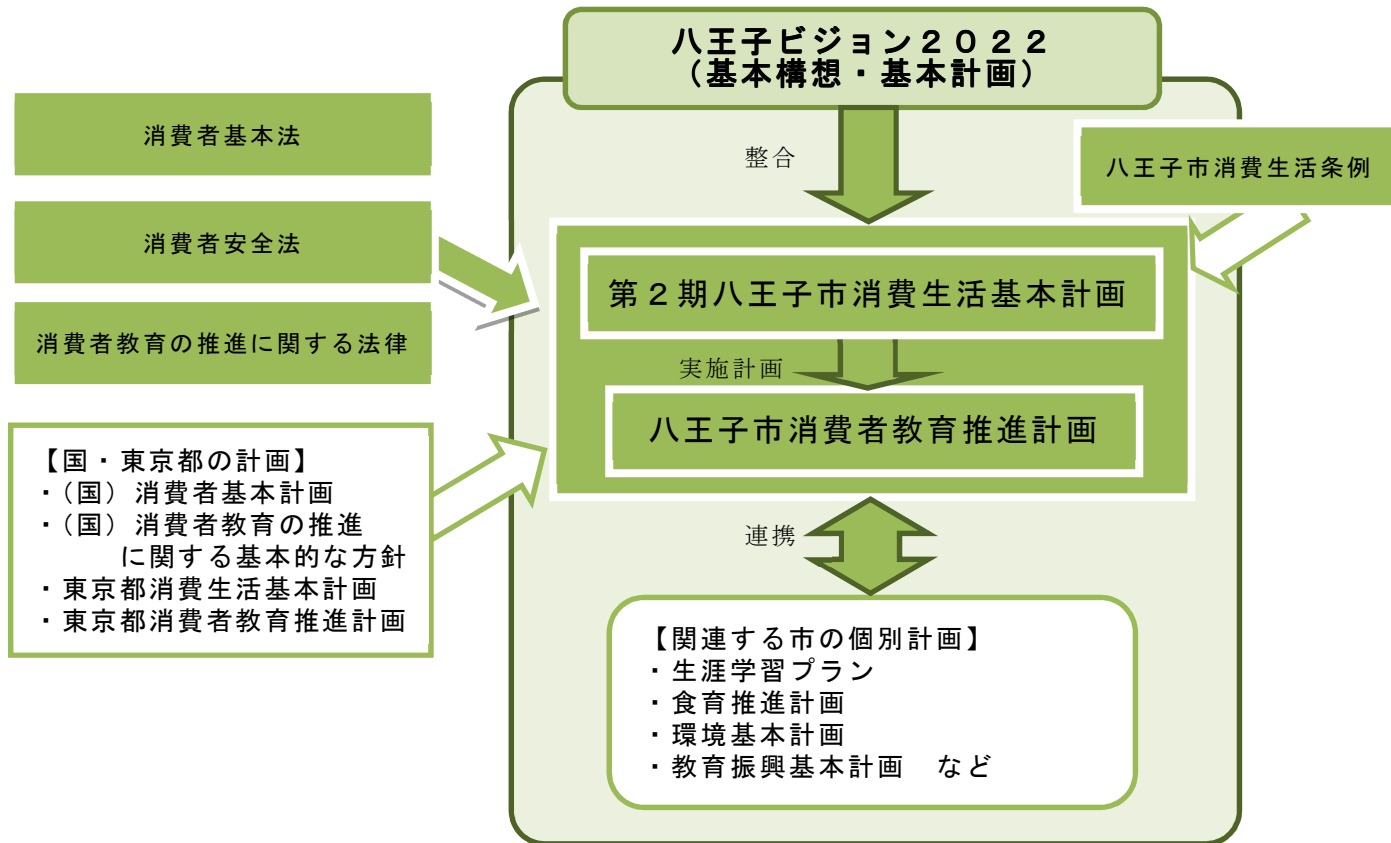 八王子ビジョン２０２２
（基本構想・基本計画）
消費者基本法
整合
八王子市消費生活条例
消費者安全法
第２期八王子市消費生活基本計画
消費者教育の推進に関する法律
実施計画
八王子市消費者教育推進計画
【国・東京都の計画】
・（国）消費者基本計画
・（国）消費者教育の推進
に関する基本的な方針
・東京都消費生活基本計画
・東京都消費者教育推進計画
連携
【関連する市の個別計画】
・生涯学習プラン
・食育推進計画
・環境基本計画
・教育振興基本計画　など